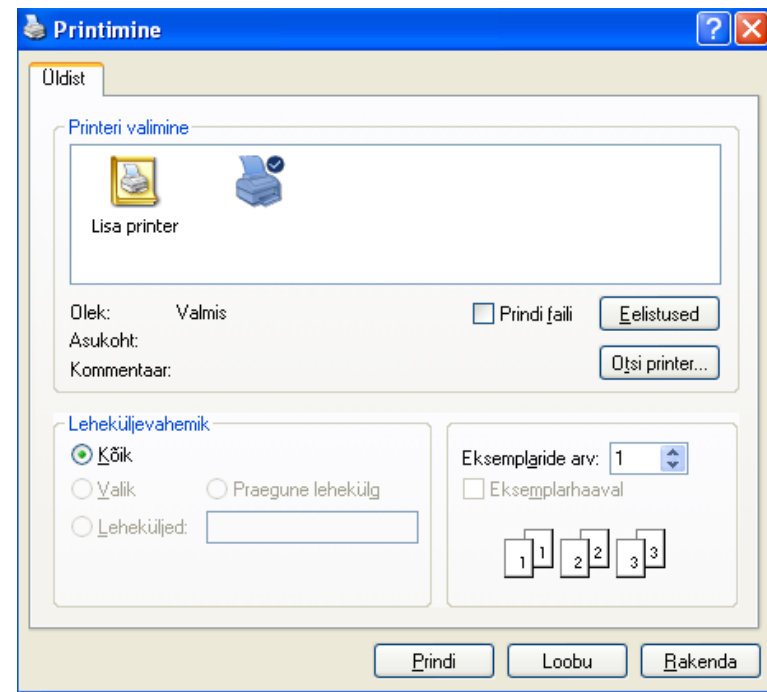 Printimine
Üldist
Printeri valimine
Lisa printer
Olek: Valmis
Prindi faili
Eelistused
Asukoht:
Otsi printer...
Kommentaar:
Leheküljevahemik
Kõik
Valik
Praegune lehekülg
Leheküljed:
Eksemplaride arv: 1
Eksemplarhaaval
1 1 2 2 3 3
Prindi
Loobu
Rakenda